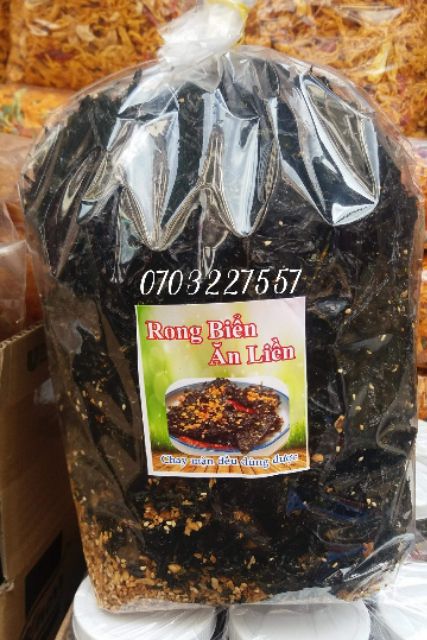 0703227557
Rong Biển
Ăn Liền
Chay mặn đều dùng được